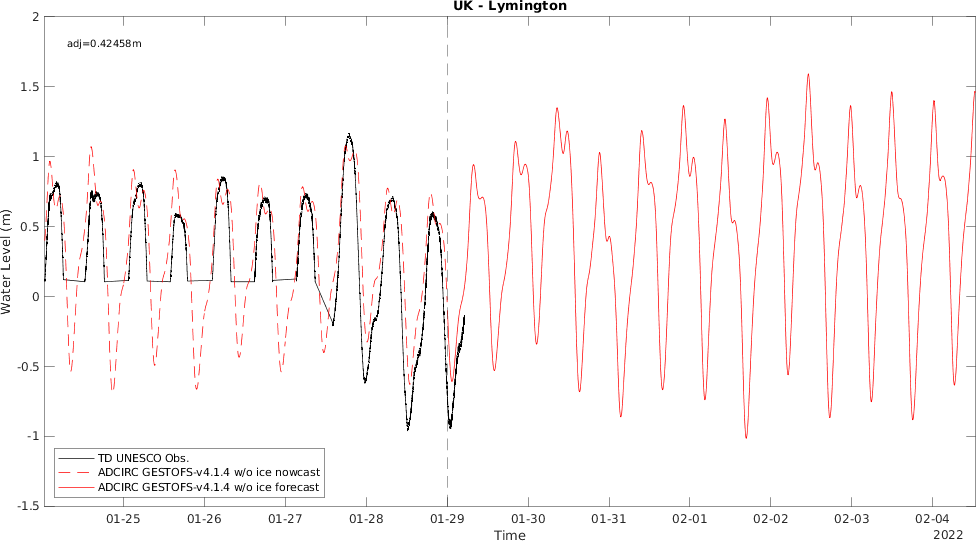 UK - Lymington
adj=0.42458m
2
1.5
1
0.5
0
-0.5
-1
-1.5
Water Level (m)
TD UNESCO Obs.
ADCIRC GESTOFS-v4.1.4 w/o ice nowcast
ADCIRC GESTOFS-v4.1.4 w/o ice forecast
01-25 01-26 01-27 01-28 01-29 01-30 01-31 02-01 02-02 02-03 02-04
Time
2022